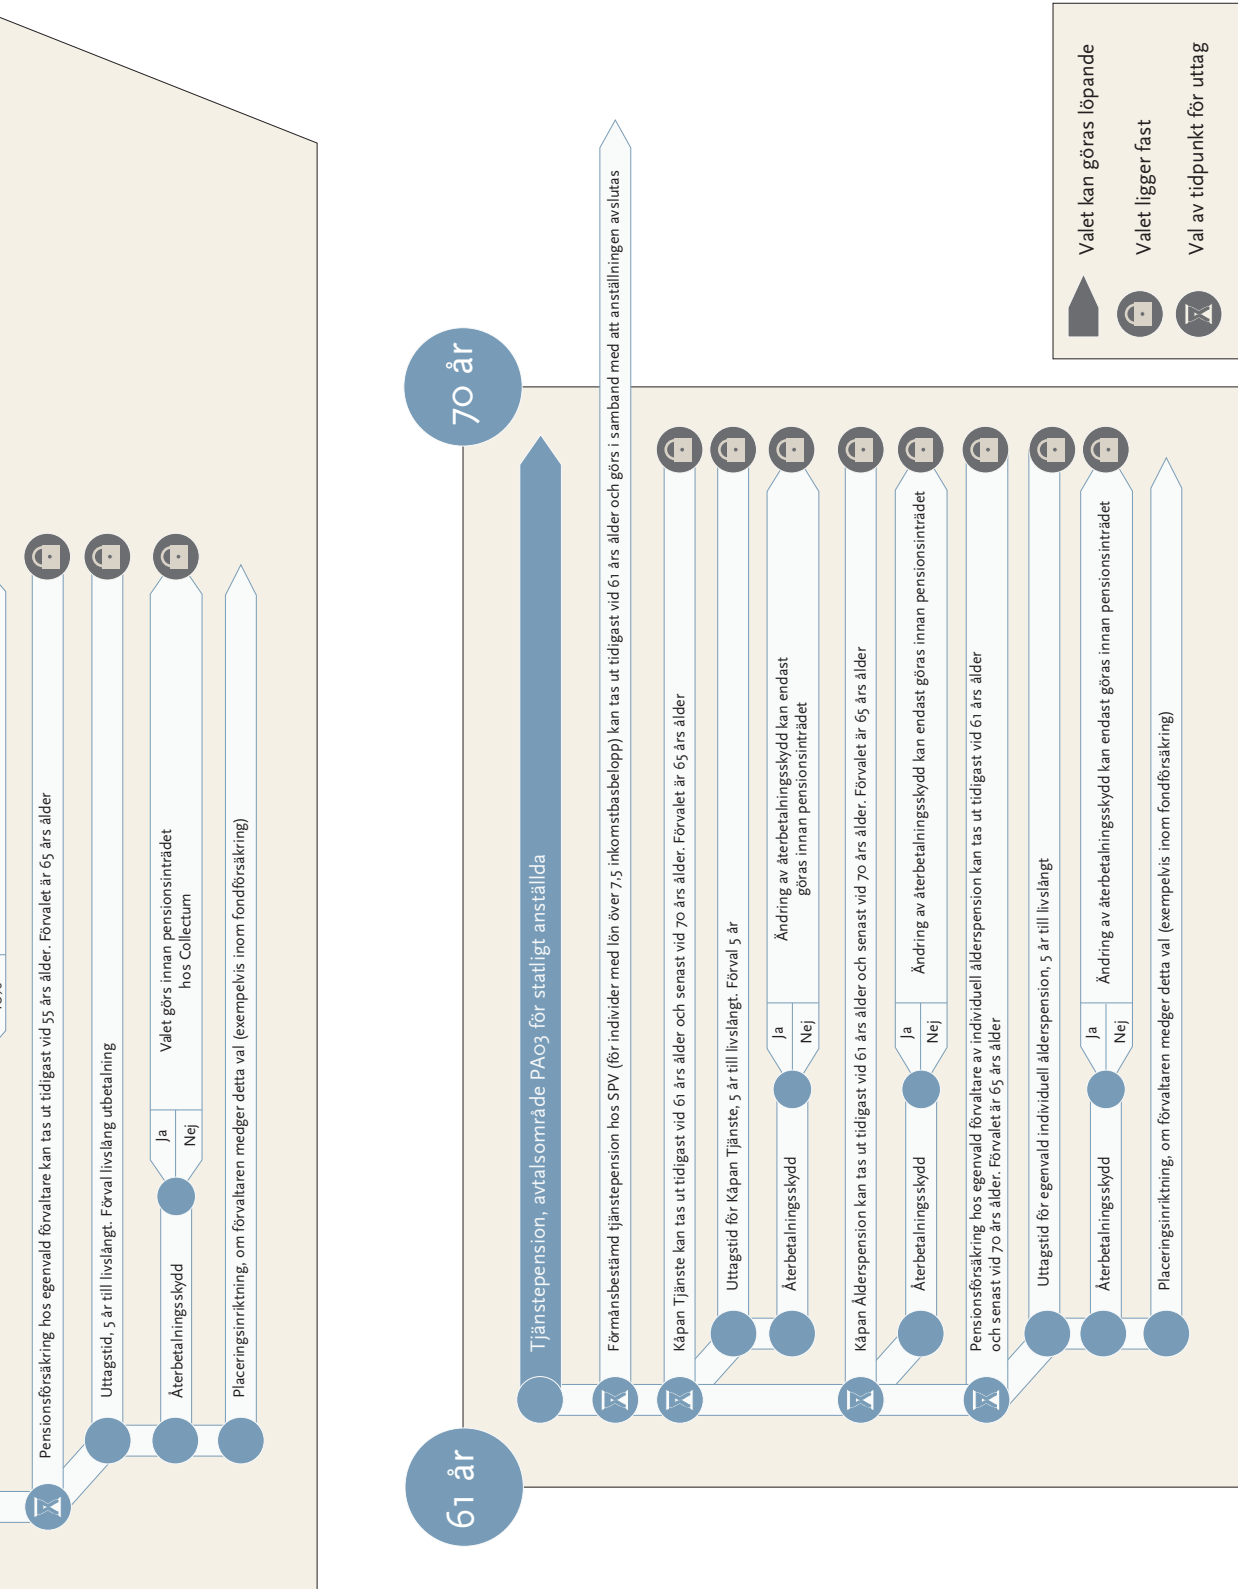 Pensionsförsäkring hos egenvald förvaltare kan tas ut tidigast vid 55 års ålder. Förvalet är 65 års ålder
Uttagstid, 5 år till livslångt. Förval livslång utbetalning
Återbetalningsskydd
Ja
Nej
Valet görs innan pensionsinträdet
hos Collectum
Placeringsinriktning, om förvaltaren medger detta val (exempelvis inom fondförsäkring)
61 år
70 år
Tjänstepension, avtalsområde PA03 för statligt anställda
Förmånsbestämd tjänstepension hos SPV (för individer med lön över 7,5 inkomstbasbelopp) kan tas ut tidigast vid 61 års ålder och görs i samband med att anställningen avslutas
Kåpan Tjänste kan tas ut tidigast vid 61 års ålder och senast vid 70 års ålder. Förvalet är 65 års ålder
Uttagstid för Kåpan Tjänste, 5 år till livslångt. Förval 5 år
Återbetalningsskydd
Ja
Nej
Ändring av återbetalningsskydd kan endast
göras innan pensionsinträdet
Kåpan Ålderspension kan tas ut tidigast vid 61 års ålder och senast vid 70 års ålder. Förvalet är 65 års ålder
Återbetalningsskydd
Ja
Nej
Ändring av återbetalningsskydd kan endast göras innan pensionsinträdet
Pensionsförsäkring hos egenvald förvaltare av individuell ålderspension kan tas ut tidigast vid 61 års ålder
och senast vid 70 års ålder. Förvalet är 65 års ålder
Uttagstid för egenvald individuell ålderspension, 5 år till livslångt
Återbetalningsskydd
Ja
Nej
Ändring av återbetalningsskydd kan endast göras innan pensionsinträdet
Placeringsinriktning, om förvaltaren medger detta val (exempelvis inom fondförsäkring)
Valet kan göras löpande
Valet ligger fast
Val av tidpunkt för uttag